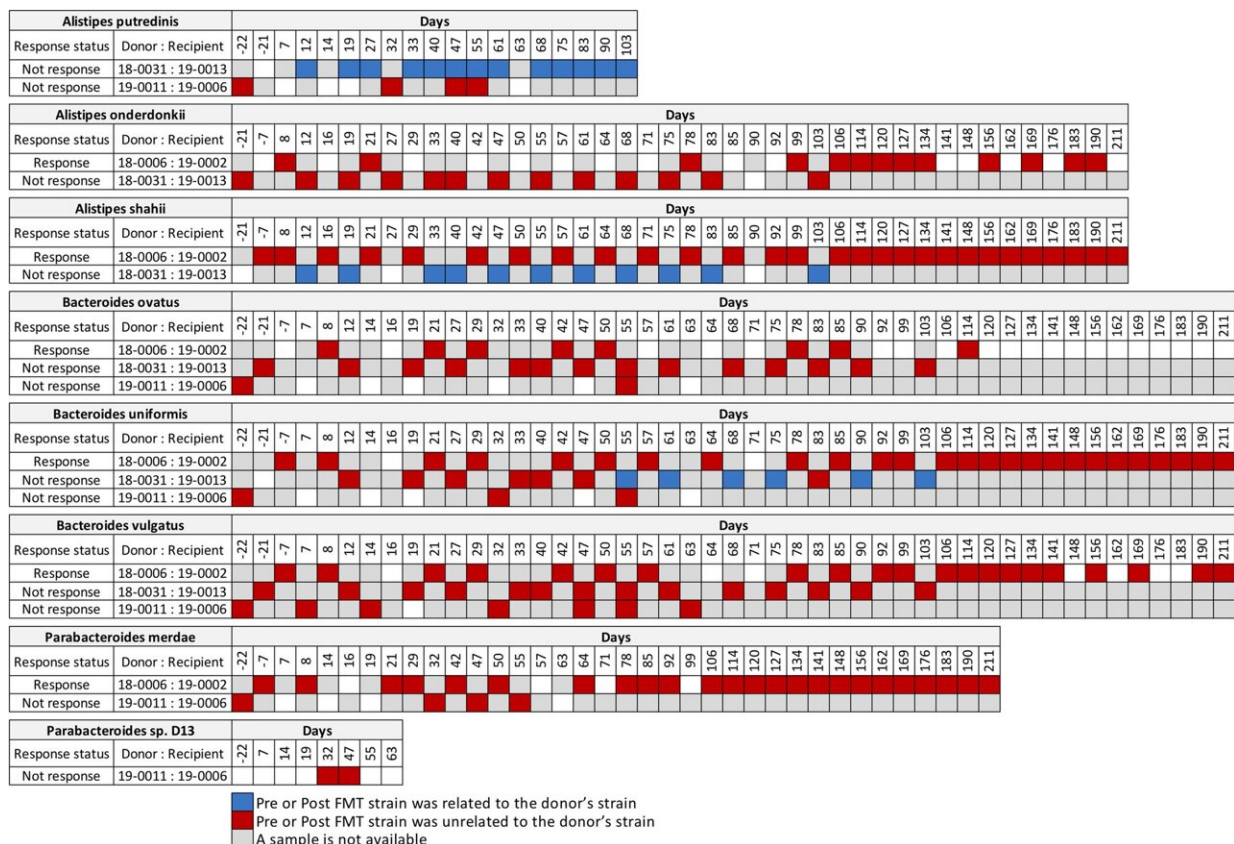 Alistipes putredinis Days
Response status Donor : Recipient -22 -21 7 12 14 19 27 32 33 40 47 55 61 63 68 75 83 90 103
Not response 18-0031 : 19-0013
Not response 19-0011 : 19-0006
Alistipes onderdonkii Days
Response status Donor : Recipient -21 -7 8 12 16 19 21 27 29 33 40 42 47 50 55 57 61 64 68 71 75 78 83 85 90 92 99 103 106 114 120 127 134 141 148 156 162 169 176 183 190 211
Response 18-0006 : 19-0002
Not response 18-0031 : 19-0013
Alistipes shahii Days
Response status Donor : Recipient -21 -7 8 12 16 19 21 27 29 33 40 42 47 50 55 57 61 64 68 71 75 78 83 85 90 92 99 103 106 114 120 127 134 141 148 156 162 169 176 183 190 211
Response 18-0006 : 19-0002
Not response 18-0031 : 19-0013
Bacteroides ovatus Days
Response status Donor : Recipient -22 -21 -7 7 8 12 14 16 19 21 27 29 32 33 40 42 47 50 55 57 61 63 64 68 71 75 78 83 85 90 92 99 103 106 114 120 127 134 141 148 156 162 169 176 183 190 211
Response 18-0006 : 19-0002
Not response 18-0031 : 19-0013
Not response 19-0011 : 19-0006
Bacteroides uniformis Days
Response status Donor : Recipient -22 -21 -7 7 8 12 14 16 19 21 27 29 32 33 40 42 47 50 55 57 61 63 64 68 71 75 78 83 85 90 92 99 103 106 114 120 127 134 141 148 156 162 169 176 183 190 211
Response 18-0006 : 19-0002
Not response 18-0031 : 19-0013
Not response 19-0011 : 19-0006
Bacteroides vulgatus Days
Response status Donor : Recipient -22 -21 -7 7 8 12 14 16 19 21 27 29 32 33 40 42 47 50 55 57 61 63 64 68 71 75 78 83 85 90 92 99 103 106 114 120 127 134 141 148 156 162 169 176 183 190 211
Response 18-0006 : 19-0002
Not response 18-0031 : 19-0013
Not response 19-0011 : 19-0006
Parabacteroides merdae Days
Response status Donor : Recipient -22 -7 7 8 14 16 19 21 29 32 42 47 50 55 57 63 64 71 78 85 92 99 106 114 120 127 134 141 148 156 162 169 176 183 190 211
Response 18-0006 : 19-0002
Not response 19-0011 : 19-0006
Parabacteroides sp. D13 Days
Response status Donor : Recipient -22 7 14 19 32 47 55 63
Not response 19-0011 : 19-0006
Pre or Post FMT strain was related to the donor's strain
Pre or Post FMT strain was unrelated to the donor's strain
A sample is not available